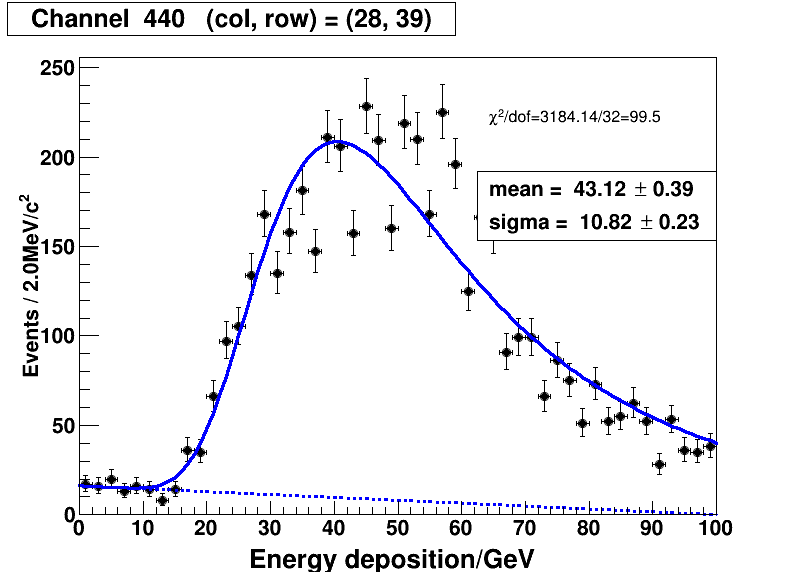 Channel 440 (col, row) = (28, 39)
χ²/dof=3184.14/32=99.5
mean = 43.12 ± 0.39
sigma = 10.82 ± 0.23
Events / 2.0MeV/c²
250
200
150
100
50
0
0 10 20 30 40 50 60 70 80 90 100
Energy deposition/GeV